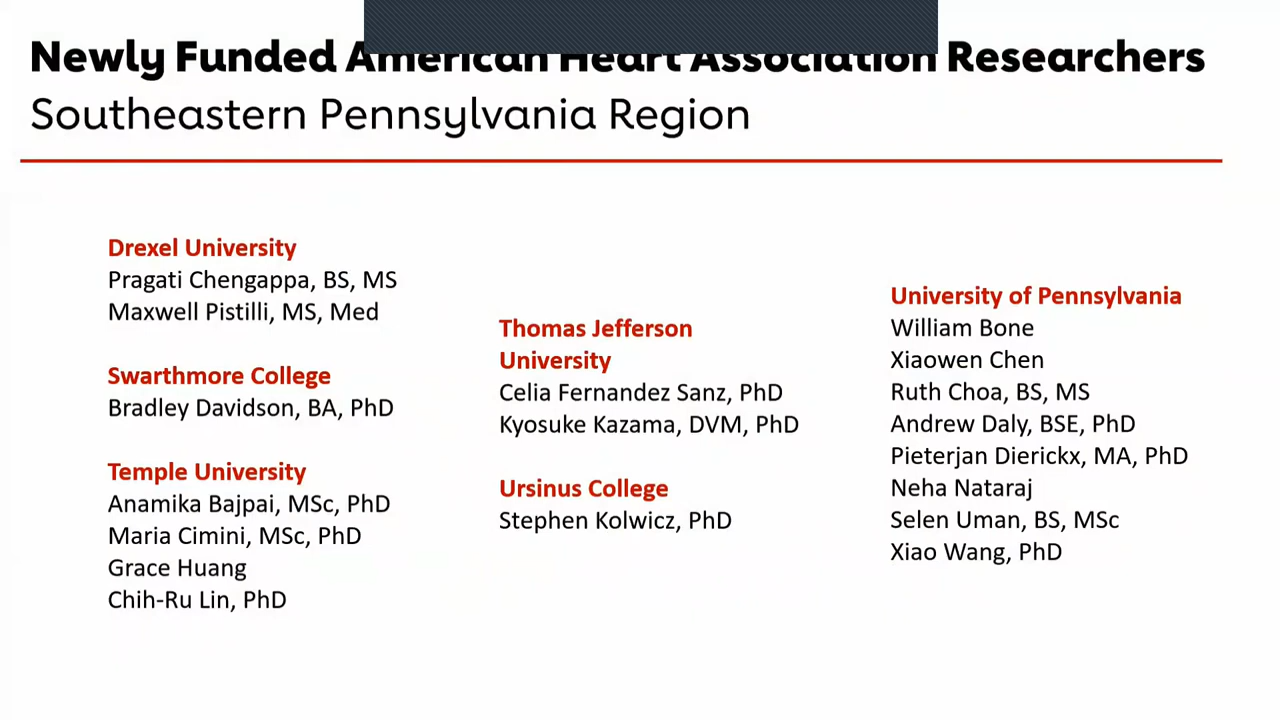 Newly Funded American Heart Association Researchers
Southeastern Pennsylvania Region
Drexel University
Pragati Chengappa, BS, MS
Maxwell Pistilli, MS, Med
Swarthmore College
Bradley Davidson, BA, PhD
Temple University
Anamika Bajpai, MSc, PhD
Maria Cimini, MSc, PhD
Grace Huang
Chih-Ru Lin, PhD
Thomas Jefferson
University
Celia Fernandez Sanz, PhD
Kyosuke Kazama, DVM, PhD
Ursinus College
Stephen Kolwicz, PhD
University of Pennsylvania
William Bone
Xiaowen Chen
Ruth Choa, BS, MS
Andrew Daly, BSE, PhD
Pieterjan Dierickx, MA, PhD
Neha Nataraj
Selen Uman, BS, MSc
Xiao Wang, PhD